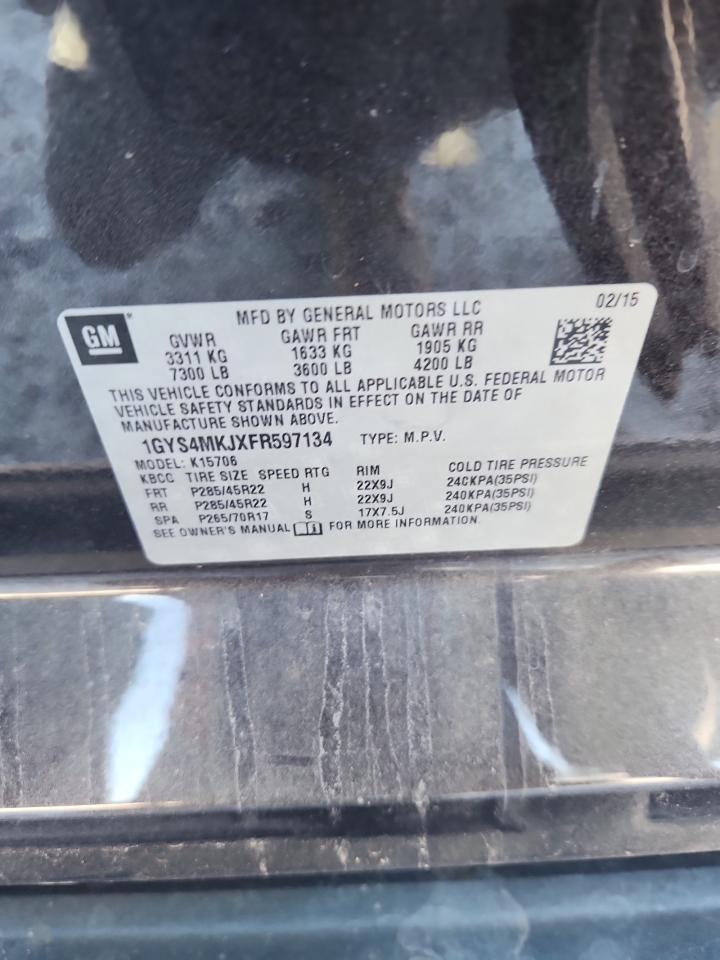 MFD BY GENERAL MOTORS LLC 02/15
GM
GVWR GAWR FRT GAWR RR
3311 KG 1633 KG 1905 KG
7300 LB 3600 LB 4200 LB
THIS VEHICLE CONFORMS TO ALL APPLICABLE U.S. FEDERAL MOTOR
VEHICLE SAFETY STANDARDS IN EFFECT ON THE DATE OF
MANUFACTURE SHOWN ABOVE.
1GYS4MKJXFR597134 TYPE: M.P.V.
MODEL: K15706
KBCC TIRE SIZE SPEED RTG RIM COLD TIRE PRESSURE
FRT P285/45R22 H 22X9J 240KPA(35PSI)
RR P285/45R22 H 22X9J 240KPA(35PSI)
SPA P265/70R17 S 17X7.5J 240KPA(35PSI)
SEE OWNER'S MANUAL FOR MORE INFORMATION.